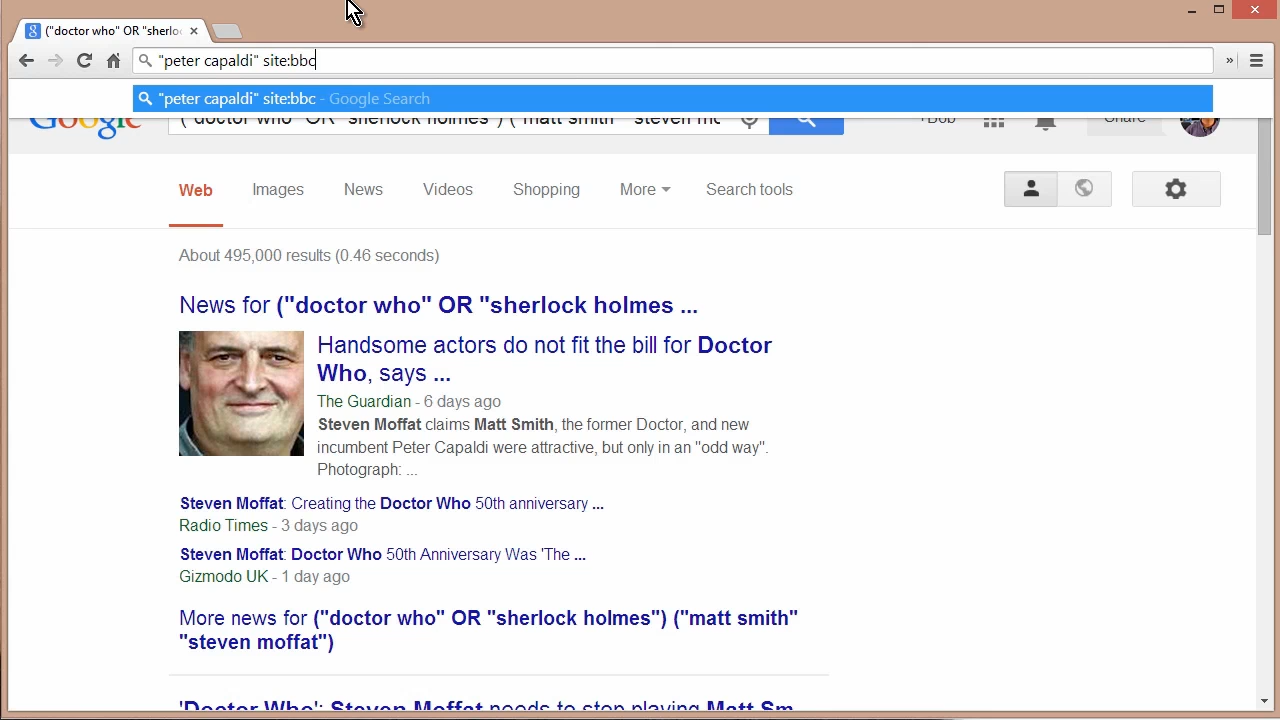 ("doctor who" OR "sherlo
"peter capaldi" site:bbc
"peter capaldi" site:bbc - Google Search
Google ("doctor who" OR "sherlock holmes") ("matt smith" "steven mo +Bob Share
Web Images News Videos Shopping More Search tools
About 495,000 results (0.46 seconds)
News for ("doctor who" OR "sherlock holmes ...
Handsome actors do not fit the bill for Doctor
Who, says ...
The Guardian - 6 days ago
Steven Moffat claims Matt Smith, the former Doctor, and new
incumbent Peter Capaldi were attractive, but only in an "odd way".
Photograph: ...
Steven Moffat: Creating the Doctor Who 50th anniversary ...
Radio Times - 3 days ago
Steven Moffat: Doctor Who 50th Anniversary Was 'The ...
Gizmodo UK - 1 day ago
More news for ("doctor who" OR "sherlock holmes") ("matt smith"
"steven moffat")
'Doctor Who': Steven Moffat needs to stop playing Matt Sm